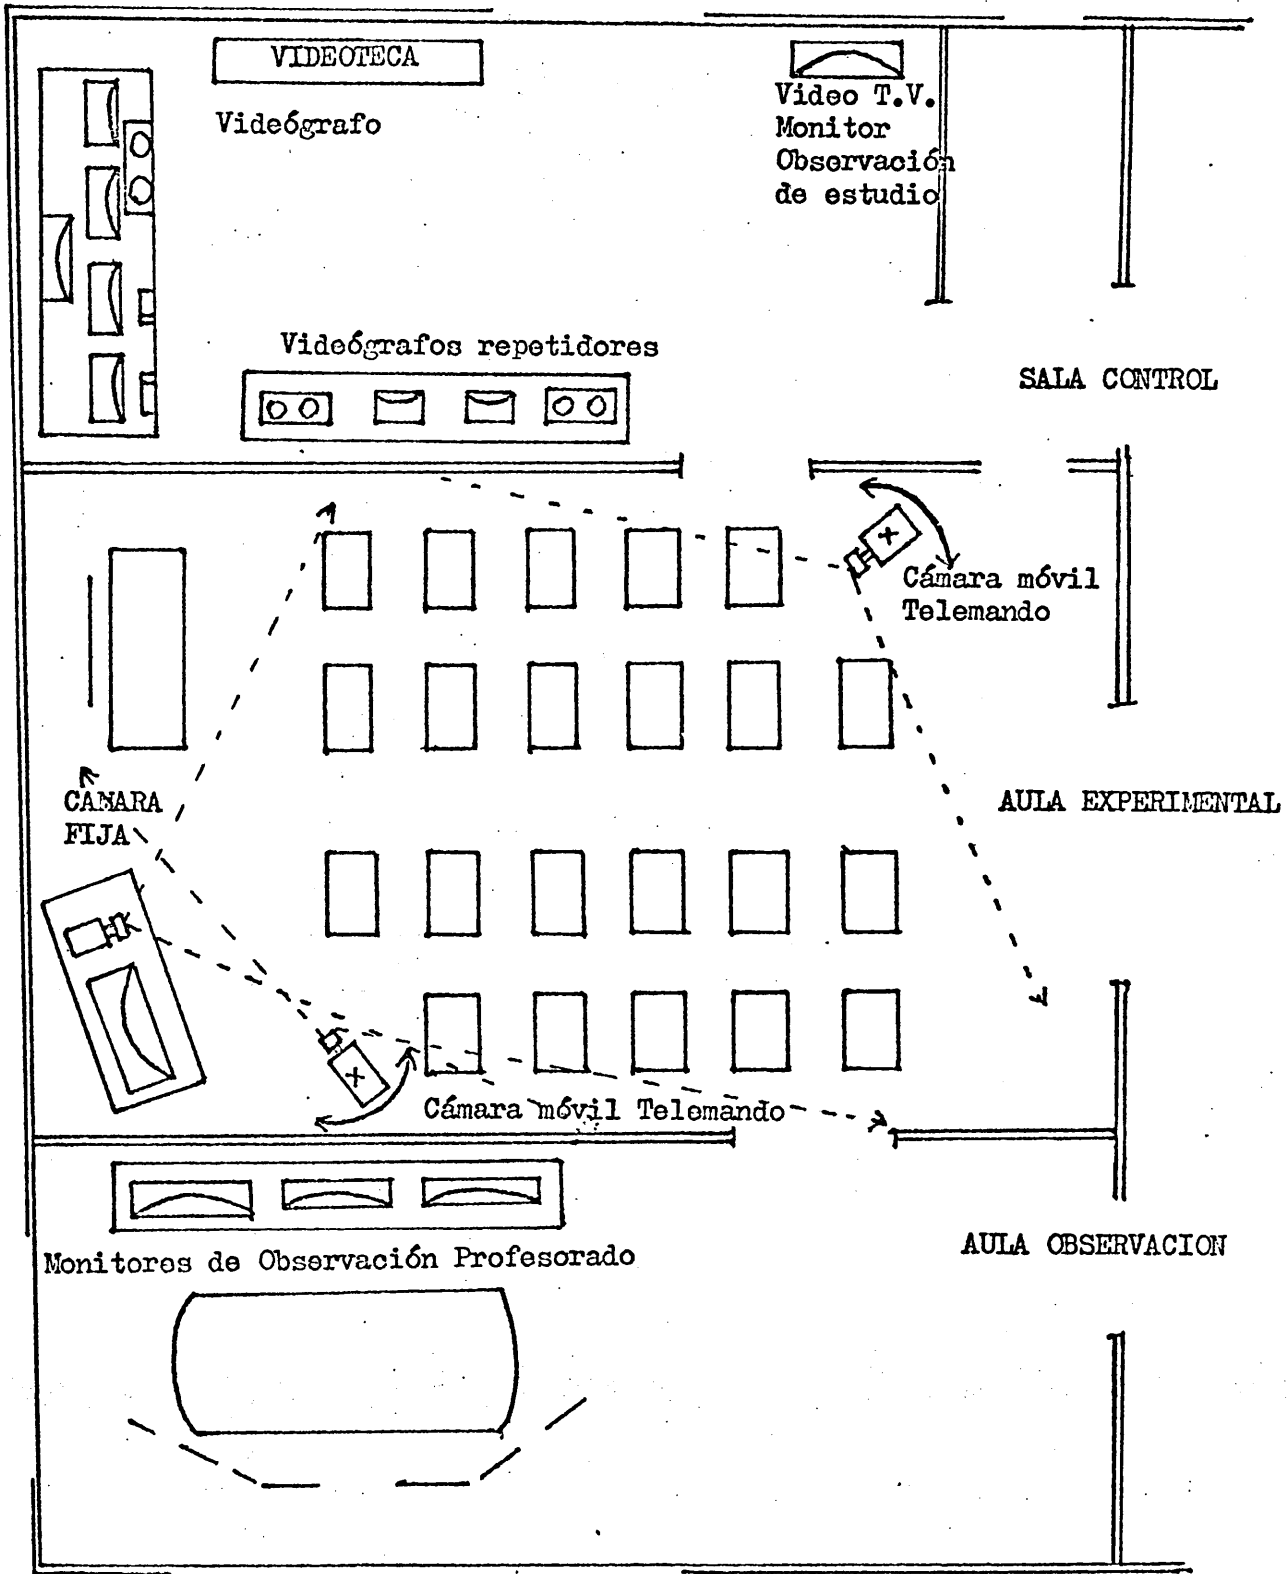 VIDEOTECA
Videógrafo
Video T.V.
Monitor
Observación
de estudio
Videógrafos repetidores
SALA CONTROL
Cámara móvil
Telemando
CAMARA
FIJA
AULA EXPERIMENTAL
Cámara móvil Telemando
Monitores de Observación Profesorado
AULA OBSERVACION